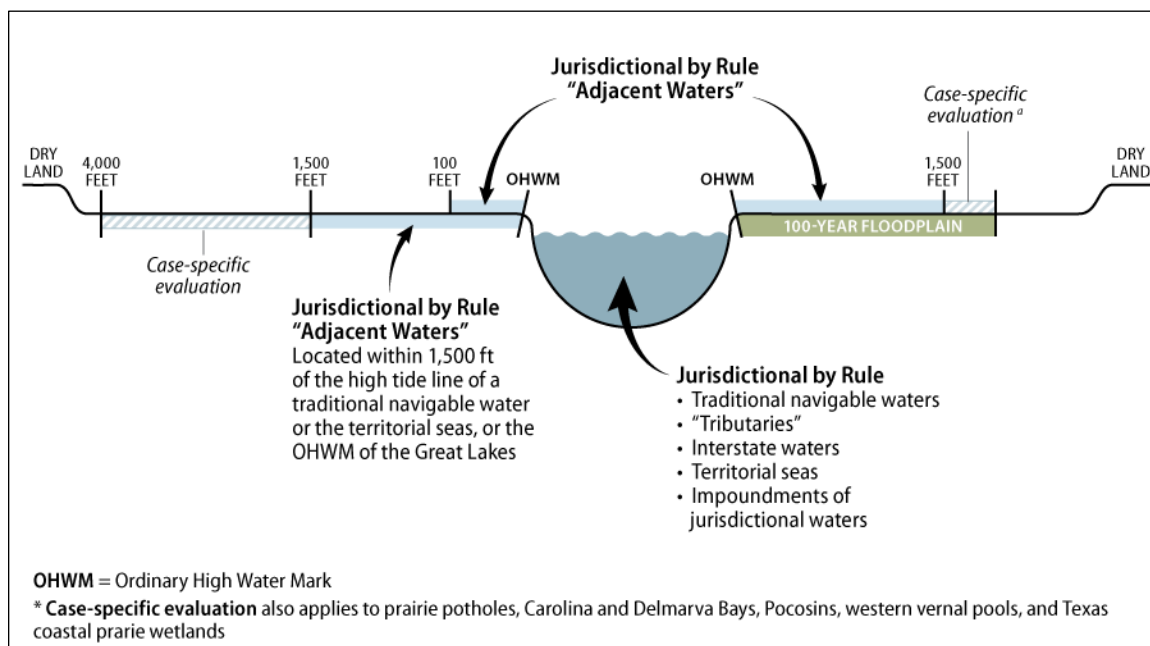 Jurisdictional by Rule
“Adjacent Waters”
Case-specific
evaluation a
DRY
LAND
4,000
FEET
1,500
FEET
100
FEET
OHWM
OHWM
1,500
FEET
DRY
LAND
100-YEAR FLOODPLAIN
Case-specific
evaluation
Jurisdictional by Rule
“Adjacent Waters”
Located within 1,500 ft
of the high tide line of a
traditional navigable water
or the territorial seas, or the
OHWM of the Great Lakes
Jurisdictional by Rule
• Traditional navigable waters
• “Tributaries”
• Interstate waters
• Territorial seas
• Impoundments of
jurisdictional waters
OHWM = Ordinary High Water Mark
* Case-specific evaluation also applies to prairie potholes, Carolina and Delmarva Bays, Pocosins, western vernal pools, and Texas
coastal prarie wetlands